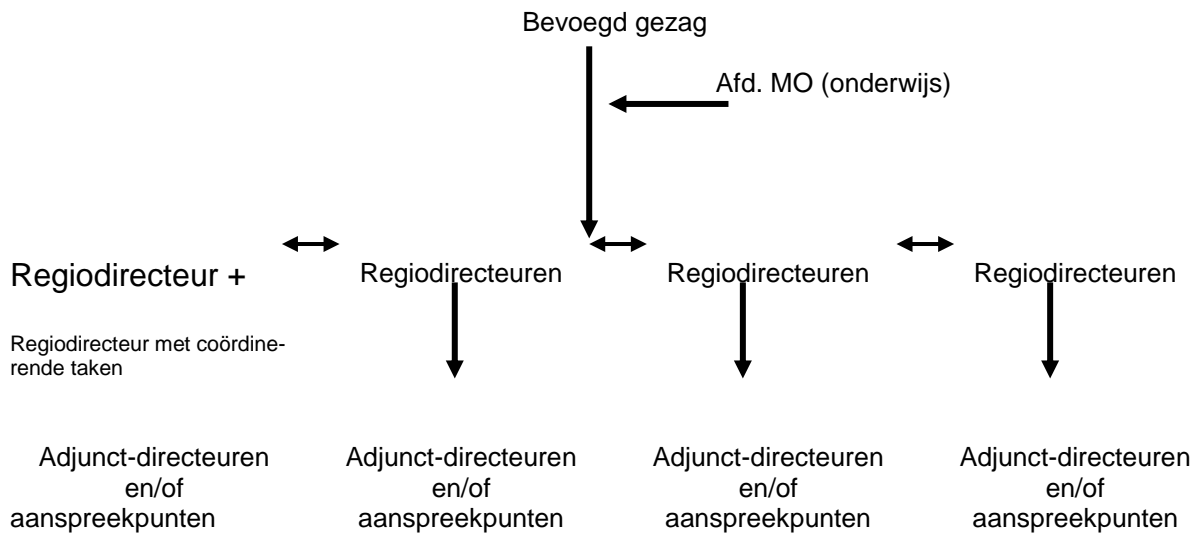 Bevoegd gezag
Afd. MO (onderwijs)
Regiodirecteur + Regiodirecteuren Regiodirecteuren Regiodirecteuren
Regiodirecteur met coördine-
rende taken
Adjunct-directeuren Adjunct-directeuren Adjunct-directeuren Adjunct-directeuren
en/of en/of en/of en/of
aanspreekpunten aanspreekpunten aanspreekpunten aanspreekpunten